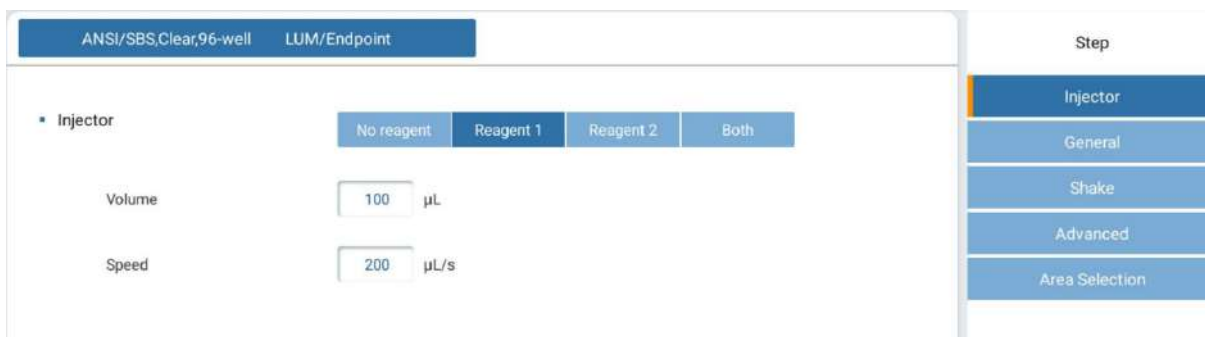 ANSI/SBS,Clear,96-well LUM/Endpoint
Injector
No reagent Reagent 1 Reagent 2 Both
Volume 100 µL
Speed 200 µL/s
Step
Injector
General
Shake
Advanced
Area Selection